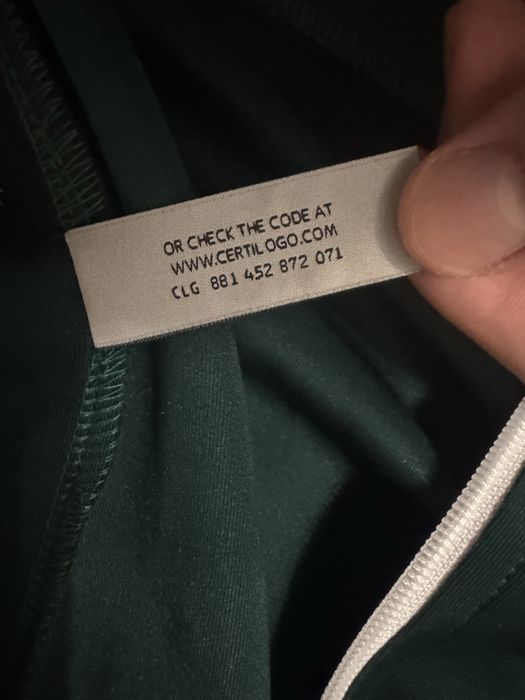 OR CHECK THE CODE AT
WWW.CERTILOGO.COM
CLG 881 452 872 071